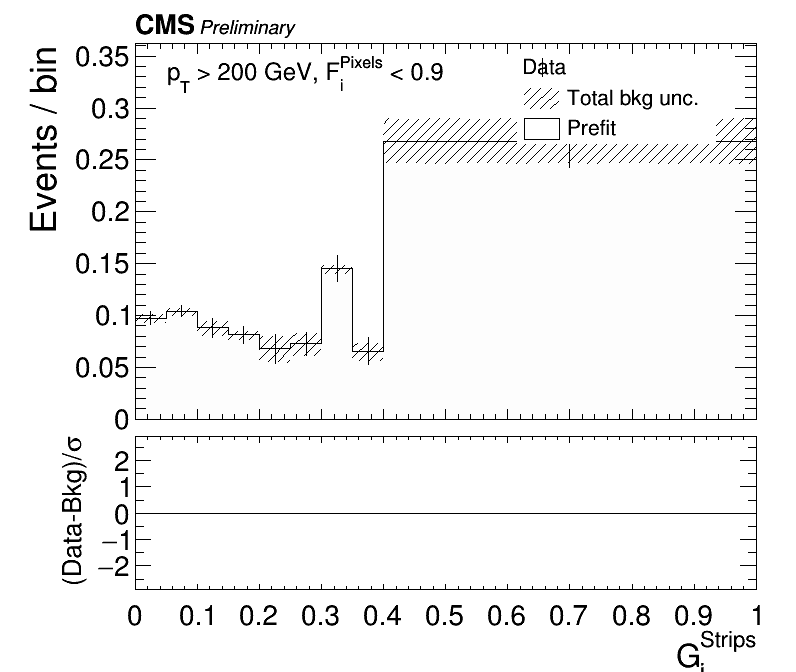 CMS Preliminary
p_T > 200 GeV, F_i^Pixels < 0.9
Data
Total bkg unc.
Prefit
Events / bin
0.35
0.3
0.25
0.2
0.15
0.1
0.05
0
(Data-Bkg)/σ
2
1
0
−1
−2
0 0.1 0.2 0.3 0.4 0.5 0.6 0.7 0.8 0.9 1
G_i^Strips